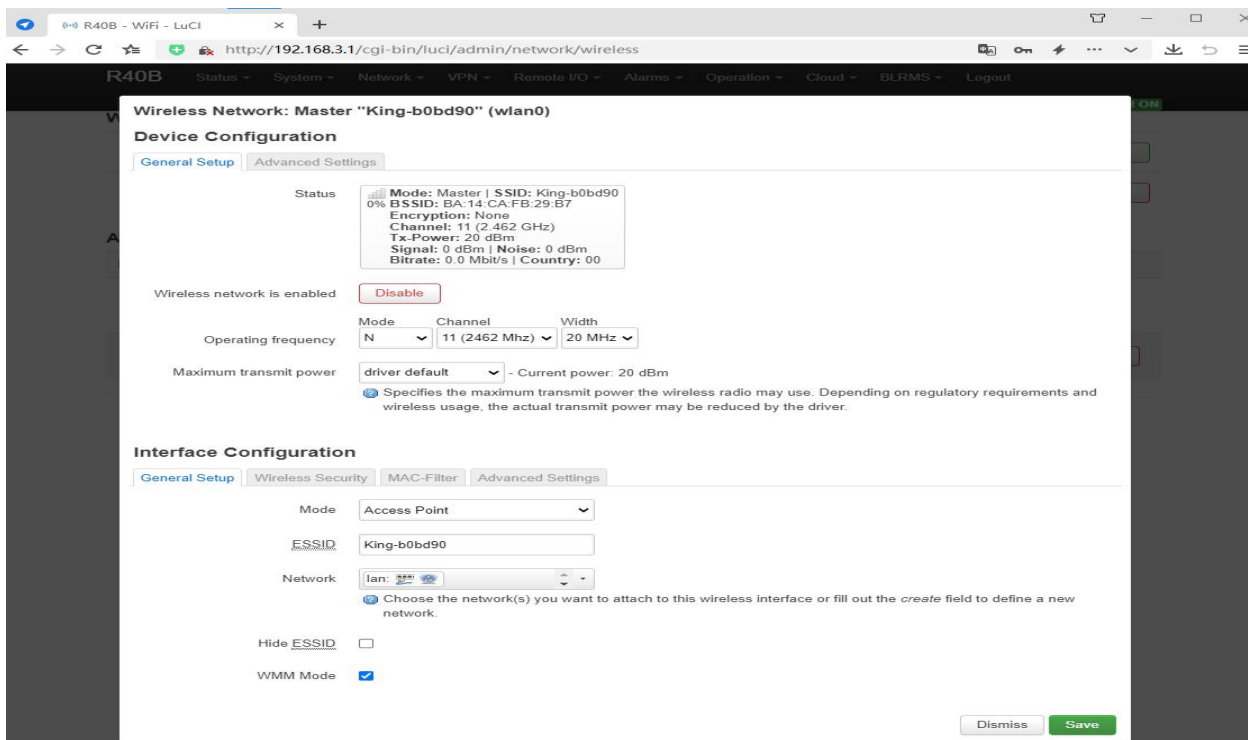 R40B - WiFi - LuCI
http://192.168.3.1/cgi-bin/luci/admin/network/wireless
R40B Status System Network VPN Remote I/O Alarms Operation Cloud BLRMS Logout
ON
Wireless Network: Master "King-b0bd90" (wlan0)
Device Configuration
General Setup Advanced Settings
Status
Mode: Master | SSID: King-b0bd90
0% BSSID: BA:14:CA:FB:29:B7
Encryption: None
Channel: 11 (2.462 GHz)
Tx-Power: 20 dBm
Signal: 0 dBm | Noise: 0 dBm
Bitrate: 0.0 Mbit/s | Country: 00
Wireless network is enabled Disable
Mode Channel Width
Operating frequency N 11 (2462 Mhz) 20 MHz
Maximum transmit power driver default - Current power: 20 dBm
Specifies the maximum transmit power the wireless radio may use. Depending on regulatory requirements and
wireless usage, the actual transmit power may be reduced by the driver.
Interface Configuration
General Setup Wireless Security MAC-Filter Advanced Settings
Mode Access Point
ESSID King-b0bd90
Network lan:
Choose the network(s) you want to attach to this wireless interface or fill out the create field to define a new
network.
Hide ESSID
WMM Mode
Dismiss Save